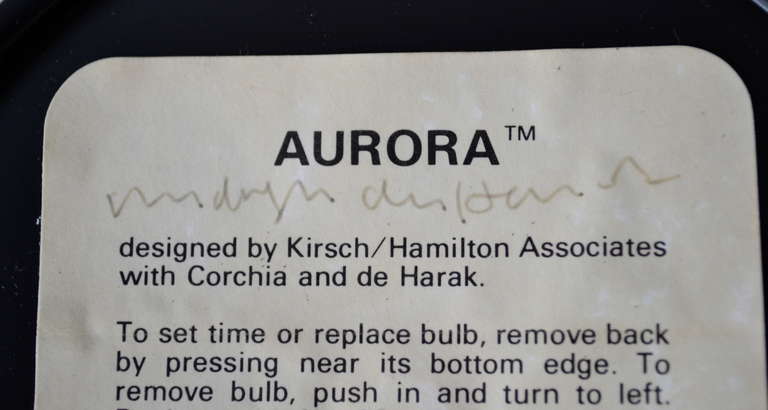 AURORA™
designed by Kirsch/Hamilton Associates
with Corchia and de Harak.
To set time or replace bulb, remove back
by pressing near its bottom edge. To
remove bulb, push in and turn to left.